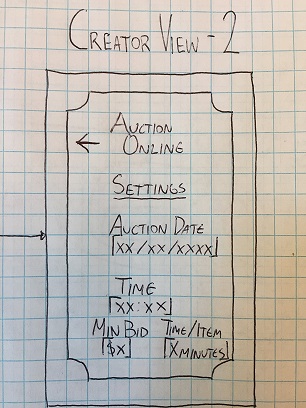 CREATOR VIEW - 2
← AUCTION
ONLINE
SETTINGS
AUCTION DATE
[XX/XX/XXXX]
TIME
[XX:XX]
MIN BID TIME/ITEM
[$X] [X MINUTES]